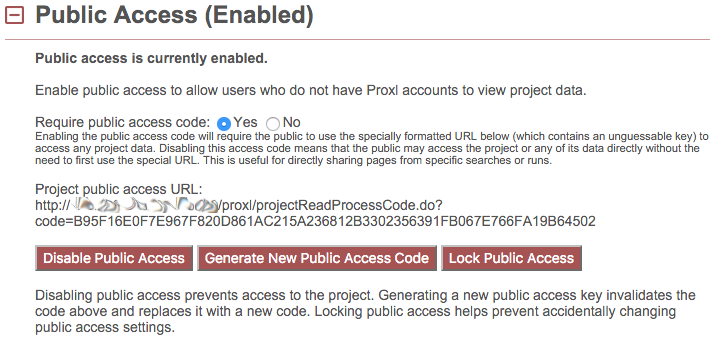 Public Access (Enabled)
Public access is currently enabled.
Enable public access to allow users who do not have Proxl accounts to view project data.
Require public access code: Yes No
Enabling the public access code will require the public to use the specially formatted URL below (which contains an unguessable key) to
access any project data. Disabling this access code means that the public may access the project or any of its data directly without the
need to first use the special URL. This is useful for directly sharing pages from specific searches or runs.
Project public access URL:
http:// /proxl/projectReadProcessCode.do?
code=B95F16E0F7E967F820D861AC215A236812B3302356391FB067E766FA19B64502
Disable Public Access Generate New Public Access Code Lock Public Access
Disabling public access prevents access to the project. Generating a new public access key invalidates the
code above and replaces it with a new code. Locking public access helps prevent accidentally changing
public access settings.